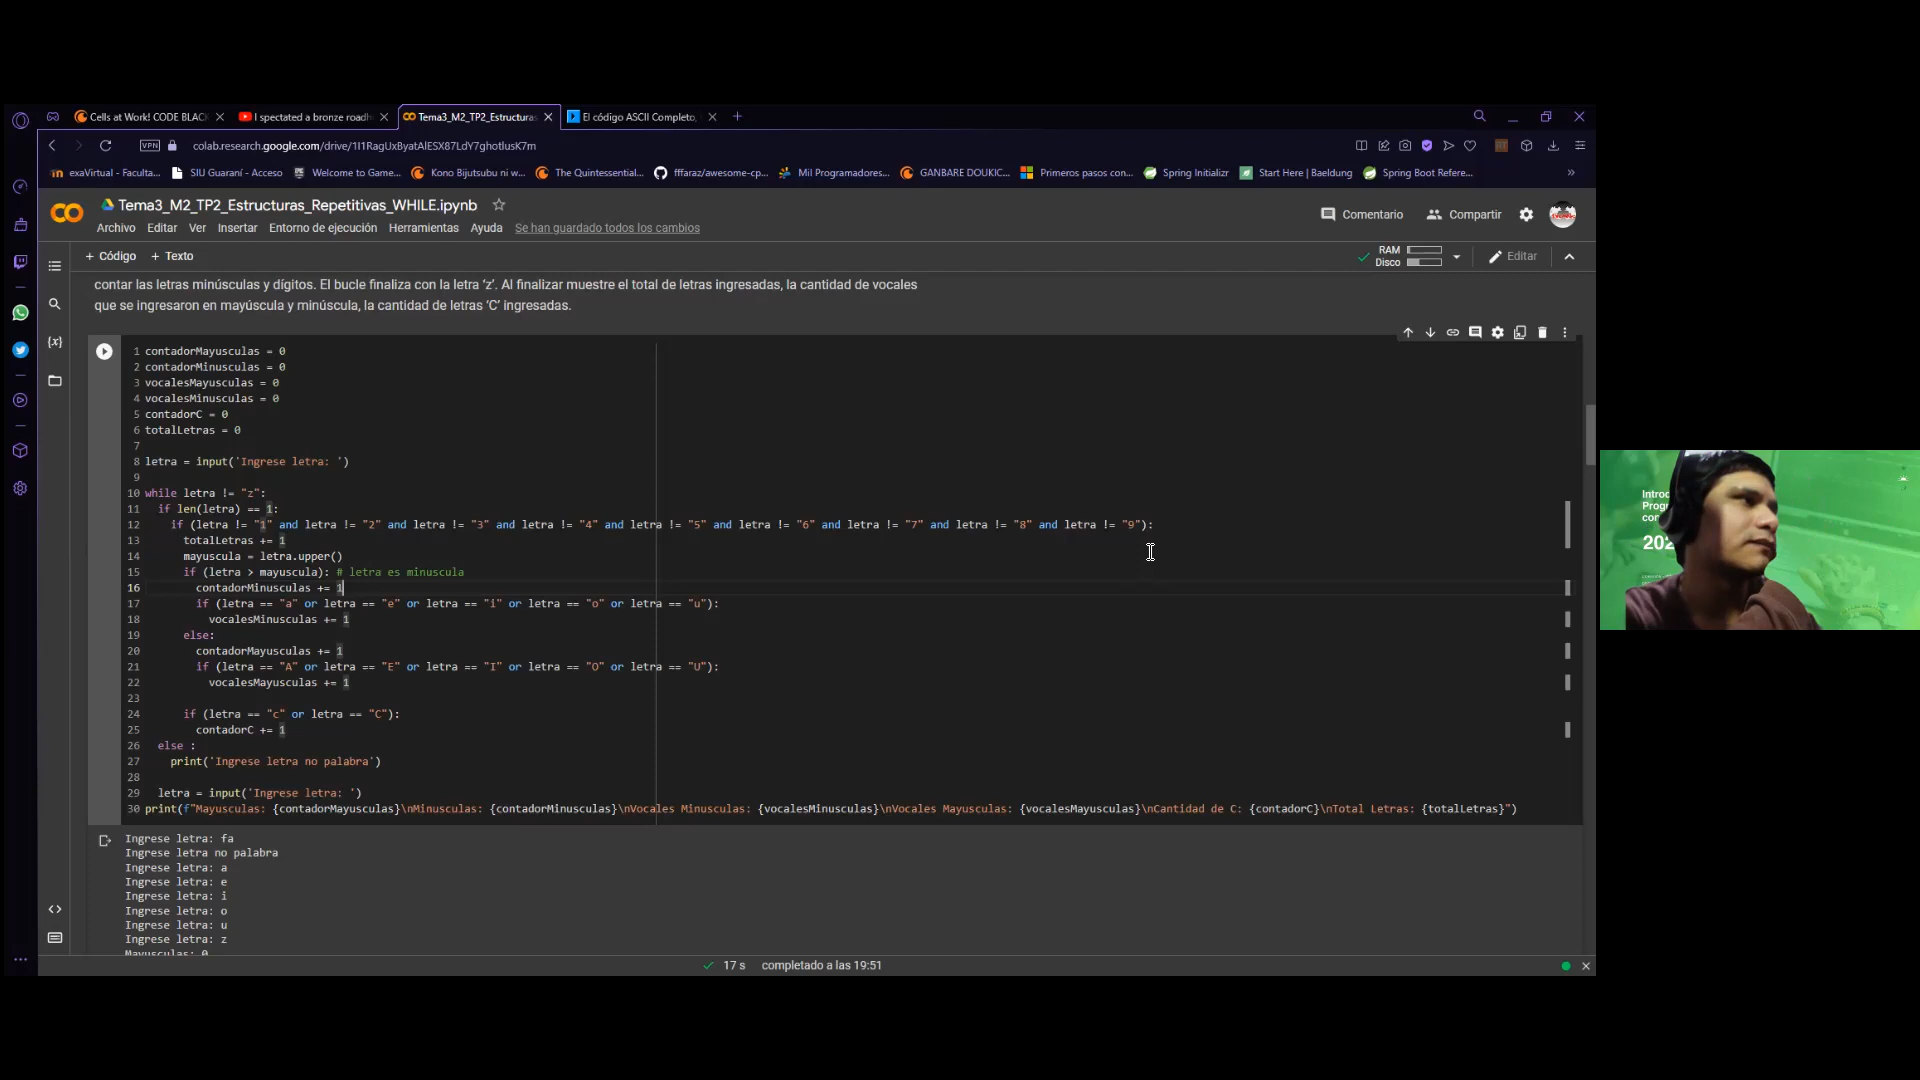 Cells at Work! CODE BLAC
I spectated a bronze roadh
Tema3_M2_TP2_Estructuras
El código ASCII Completo,
VPN
colab.research.google.com/drive/1I1RagUxByatAlESX87LdY7ghotlusK7m
exaVirtual - Faculta...
SIU Guaraní - Acceso
Welcome to Game...
Kono Bijutsubu ni w...
The Quintessential...
fffaraz/awesome-cp...
Mil Programadores...
GANBARE DOUKIC...
Primeros pasos con...
Spring Initializr
Start Here | Baeldung
Spring Boot Refere...
Tema3_M2_TP2_Estructuras_Repetitivas_WHILE.ipynb
Comentario
Compartir
Archivo Editar Ver Insertar Entorno de ejecución Herramientas Ayuda Se han guardado todos los cambios
+ Código + Texto
RAM
Disco
Editar
contar las letras minúsculas y dígitos. El bucle finaliza con la letra ‘z’. Al finalizar muestre el total de letras ingresadas, la cantidad de vocales
que se ingresaron en mayúscula y minúscula, la cantidad de letras ‘C’ ingresadas.
1 contadorMayusculas = 0
2 contadorMinusculas = 0
3 vocalesMayusculas = 0
4 vocalesMinusculas = 0
5 contadorC = 0
6 totalLetras = 0
7
8 letra = input('Ingrese letra: ')
9
10 while letra != "z":
11 if len(letra) == 1:
12 if (letra != "1" and letra != "2" and letra != "3" and letra != "4" and letra != "5" and letra != "6" and letra != "7" and letra != "8" and letra != "9"):
13 totalLetras += 1
14 mayuscula = letra.upper()
15 if (letra > mayuscula): # letra es minuscula
16 contadorMinusculas += 1
17 if (letra == "a" or letra == "e" or letra == "i" or letra == "o" or letra == "u"):
18 vocalesMinusculas += 1
19 else:
20 contadorMayusculas += 1
21 if (letra == "A" or letra == "E" or letra == "I" or letra == "O" or letra == "U"):
22 vocalesMayusculas += 1
23
24 if (letra == "c" or letra == "C"):
25 contadorC += 1
26 else :
27 print('Ingrese letra no palabra')
28
29 letra = input('Ingrese letra: ')
30 print(f"Mayusculas: {contadorMayusculas}\nMinusculas: {contadorMinusculas}\nVocales Minusculas: {vocalesMinusculas}\nVocales Mayusculas: {vocalesMayusculas}\nCantidad de C: {contadorC}\nTotal Letras: {totalLetras}")
Ingrese letra: fa
Ingrese letra no palabra
Ingrese letra: a
Ingrese letra: e
Ingrese letra: i
Ingrese letra: o
Ingrese letra: u
Ingrese letra: z
Mayusculas: 0
17 s completado a las 19:51
Introd
Progr
con
202